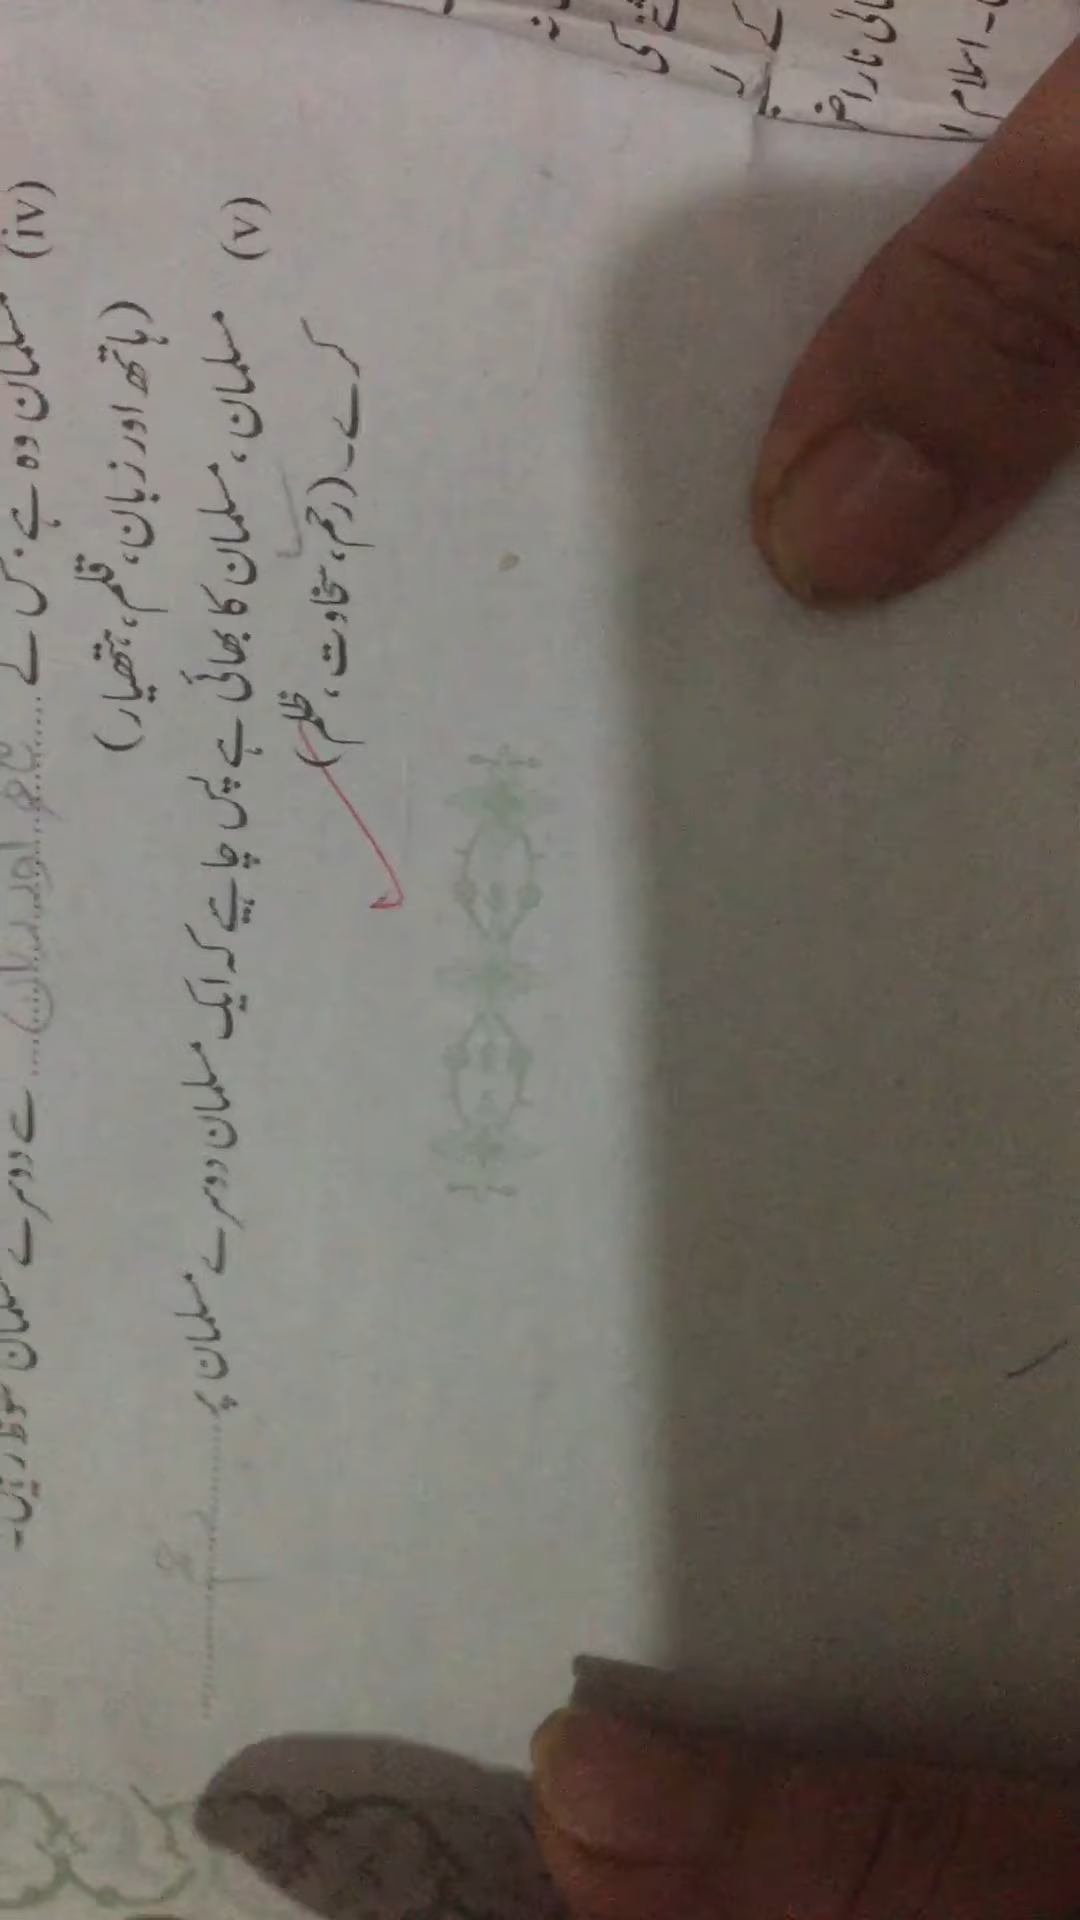 (iv) مسلمان وہ ہے جس کے ہاتھ اور زبان سے دوسرے مسلمان محفوظ رہیں۔
(ہاتھ اور زبان، قلم، ہتھیار)
(v) مسلمان، مسلمان کا بھائی ہے پس چاہیے کہ ایک مسلمان دوسرے مسلمان پر ........
کرے۔ (رحم، سخاوت، ظلم)